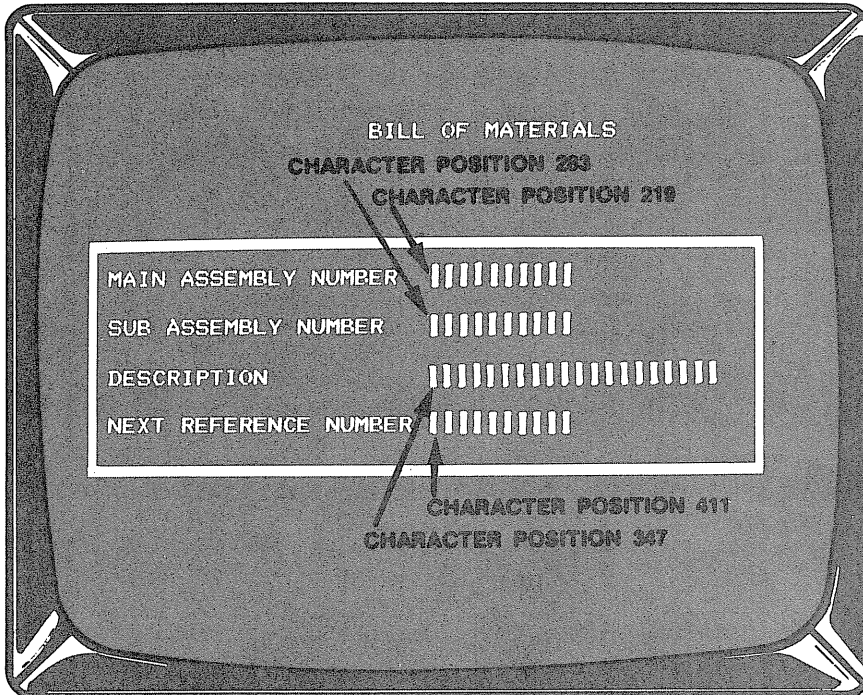 BILL OF MATERIALS
CHARACTER POSITION 283
CHARACTER POSITION 219
MAIN ASSEMBLY NUMBER
SUB ASSEMBLY NUMBER
DESCRIPTION
NEXT REFERENCE NUMBER
CHARACTER POSITION 411
CHARACTER POSITION 347